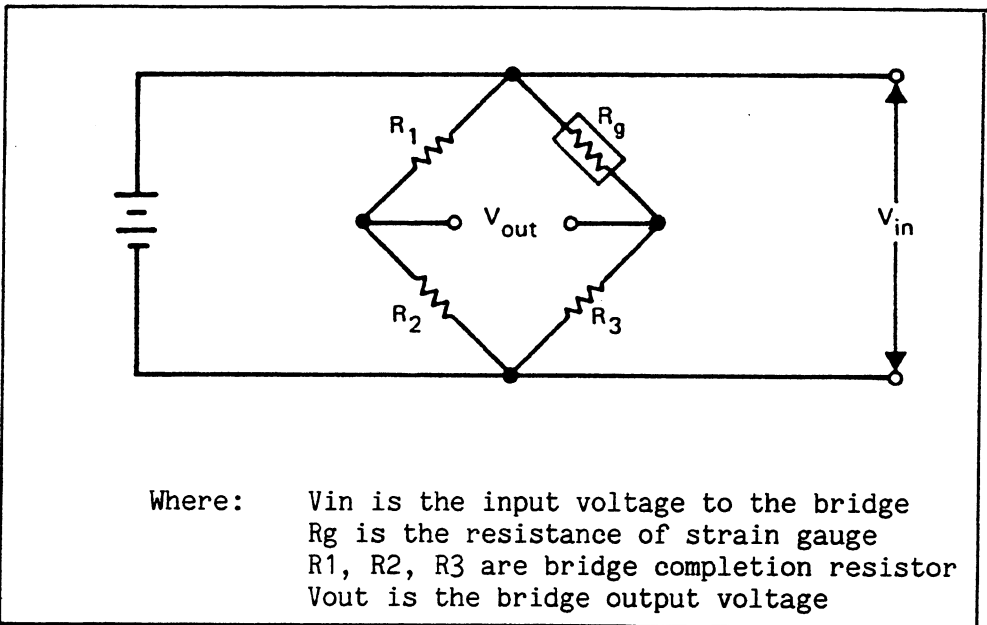 R1
Rg
Vout
Vin
R2
R3
Where: Vin is the input voltage to the bridge
Rg is the resistance of strain gauge
R1, R2, R3 are bridge completion resistor
Vout is the bridge output voltage